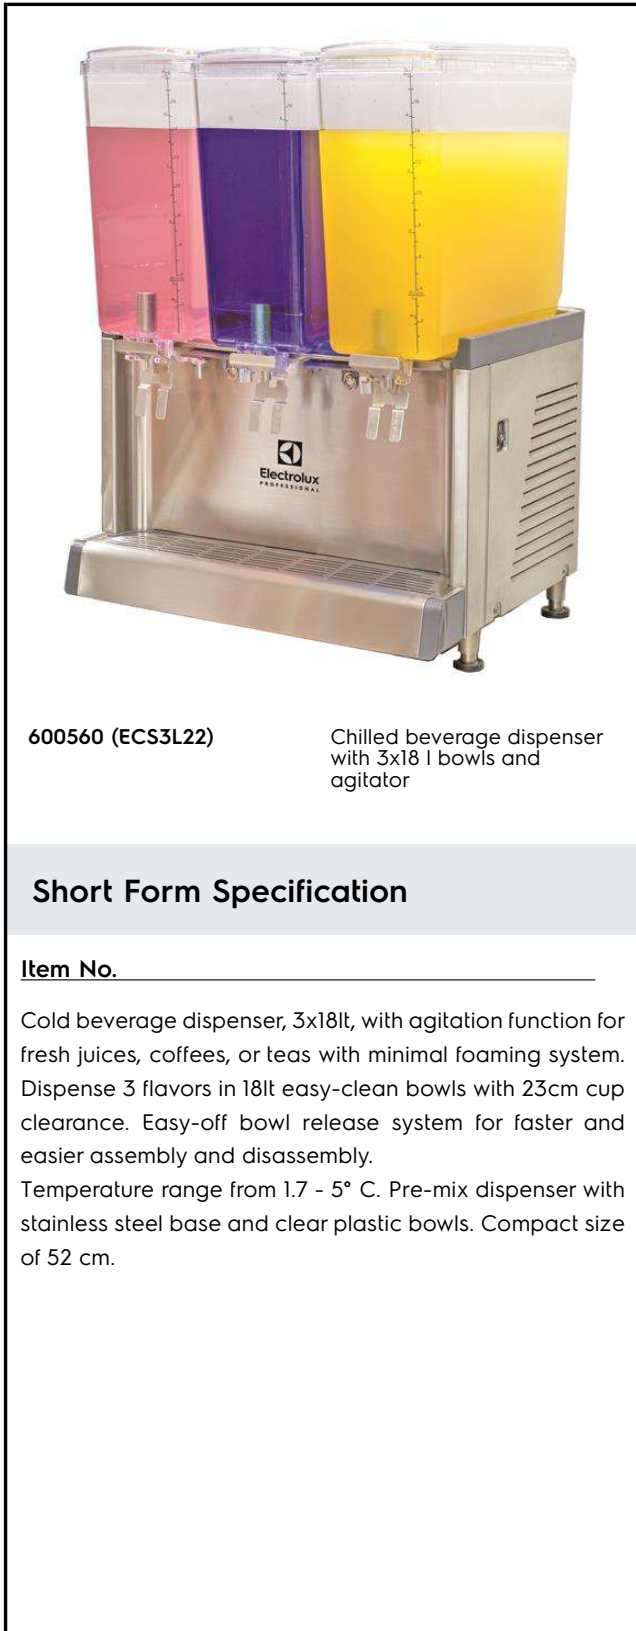 Electrolux
PROFESSIONAL
600560 (ECS3L22)
Chilled beverage dispenser
with 3x18 l bowls and
agitator
Short Form Specification
Item No.
Cold beverage dispenser, 3x18lt, with agitation function for
fresh juices, coffees, or teas with minimal foaming system.
Dispense 3 flavors in 18lt easy-clean bowls with 23cm cup
clearance. Easy-off bowl release system for faster and
easier assembly and disassembly.
Temperature range from 1.7 - 5° C. Pre-mix dispenser with
stainless steel base and clear plastic bowls. Compact size
of 52 cm.